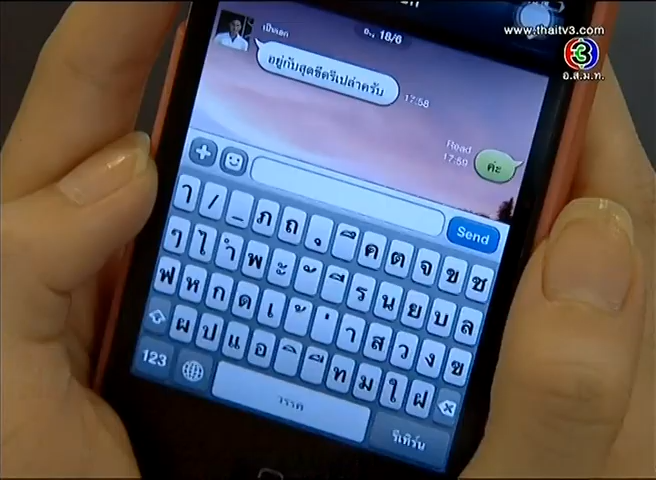 www.thaitv3.com
3
อ.ส.ม.ท.
อ., 18/6
เป็นเอก
อยู่กับสุดซีครีเปล่าครับ
17:58
Read
17:59
ค่ะ
Send
ๅ / _ ภ ถ ุ ึ ค ต จ ข ช
ๆ ไ ำ พ ะ ั ี ร น ย บ ล
ฟ ห ก ด เ ้ ่ า ส ว ง ฃ
ผ ป แ อ ิ ื ท ม ใ ฝ
123
วรรค
รีเทิร์น